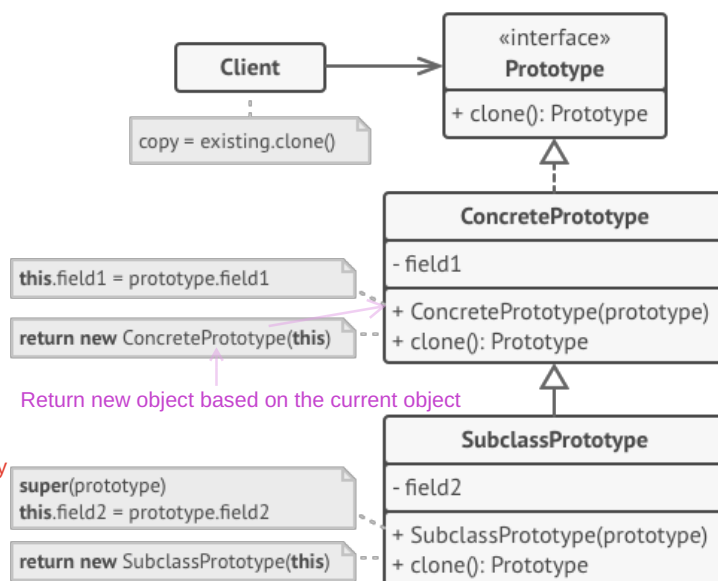 «interface»
Prototype
+ clone(): Prototype
Client
copy = existing.clone()
ConcretePrototype
- field1
+ ConcretePrototype(prototype)
+ clone(): Prototype
this.field1 = prototype.field1
return new ConcretePrototype(this)
Return new object based on the current object
SubclassPrototype
- field2
+ SubclassPrototype(prototype)
+ clone(): Prototype
super(prototype)
this.field2 = prototype.field2
return new SubclassPrototype(this)